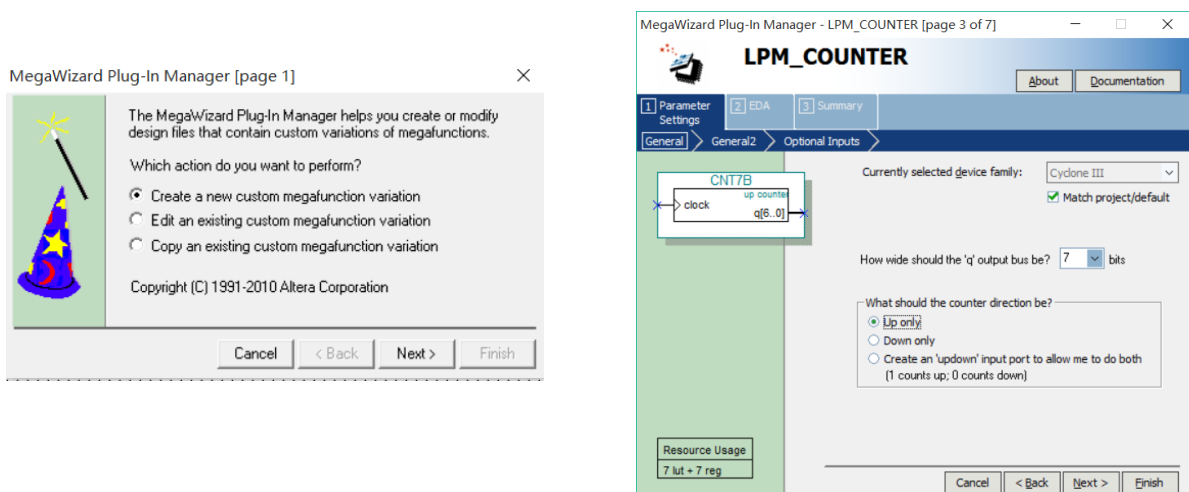 MegaWizard Plug-In Manager [page 1]
The MegaWizard Plug-In Manager helps you create or modify
design files that contain custom variations of megafunctions.
Which action do you want to perform?
Create a new custom megafunction variation
Edit an existing custom megafunction variation
Copy an existing custom megafunction variation
Copyright (C) 1991-2010 Altera Corporation
Cancel
< Back
Next >
Finish
MegaWizard Plug-In Manager - LPM_COUNTER [page 3 of 7]
LPM_COUNTER
About
Documentation
1 Parameter
Settings
2 EDA
3 Summary
General
General2
Optional Inputs
CNT7B
up counter
clock
q[6..0]
Currently selected device family:
Cyclone III
Match project/default
How wide should the 'q' output bus be?
7
bits
What should the counter direction be?
Up only
Down only
Create an 'updown' input port to allow me to do both
(1 counts up; 0 counts down)
Resource Usage
7 lut + 7 reg
Cancel
< Back
Next >
Finish